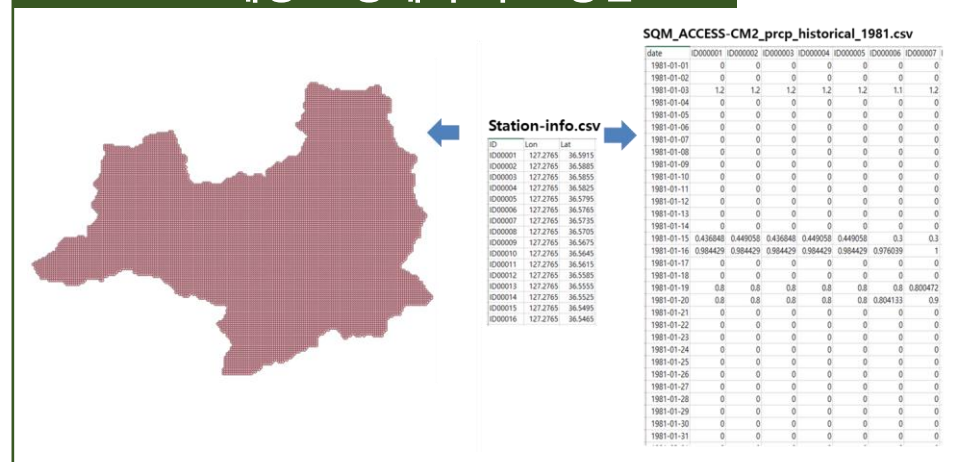 SQM_ACCESS-CM2_prcp_historical_1981.csv
date ID000001 ID000002 ID000003 ID000004 ID000005 ID000006 ID000007
1981-01-01 0 0 0 0 0 0 0
1981-01-02 0 0 0 0 0 0 0
1981-01-03 1.2 1.2 1.2 1.2 1.2 1.1 1.2
1981-01-04 0 0 0 0 0 0 0
1981-01-05 0 0 0 0 0 0 0
1981-01-06 0 0 0 0 0 0 0
1981-01-07 0 0 0 0 0 0 0
1981-01-08 0 0 0 0 0 0 0
1981-01-09 0 0 0 0 0 0 0
1981-01-10 0 0 0 0 0 0 0
1981-01-11 0 0 0 0 0 0 0
1981-01-12 0 0 0 0 0 0 0
1981-01-13 0 0 0 0 0 0 0
1981-01-14 0 0 0 0 0 0 0
1981-01-15 0.436848 0.449058 0.436848 0.449058 0.449058 0.3 0.3
1981-01-16 0.984429 0.984429 0.984429 0.984429 0.984429 0.976039 1
1981-01-17 0 0 0 0 0 0 0
1981-01-18 0 0 0 0 0 0 0
1981-01-19 0.8 0.8 0.8 0.8 0.8 0.8 0.800472
1981-01-20 0.8 0.8 0.8 0.8 0.8 0.804133 0.9
1981-01-21 0 0 0 0 0 0 0
1981-01-22 0 0 0 0 0 0 0
1981-01-23 0 0 0 0 0 0 0
1981-01-24 0 0 0 0 0 0 0
1981-01-25 0 0 0 0 0 0 0
1981-01-26 0 0 0 0 0 0 0
1981-01-27 0 0 0 0 0 0 0
1981-01-28 0 0 0 0 0 0 0
1981-01-29 0 0 0 0 0 0 0
1981-01-30 0 0 0 0 0 0 0
1981-01-31 0 0 0 0 0 0 0
Station-info.csv
ID Lon Lat
ID00001 127.2765 36.5915
ID00002 127.2765 36.5885
ID00003 127.2765 36.5855
ID00004 127.2765 36.5825
ID00005 127.2765 36.5795
ID00006 127.2765 36.5765
ID00007 127.2765 36.5735
ID00008 127.2765 36.5705
ID00009 127.2765 36.5675
ID00010 127.2765 36.5645
ID00011 127.2765 36.5615
ID00012 127.2765 36.5585
ID00013 127.2765 36.5555
ID00014 127.2765 36.5525
ID00015 127.2765 36.5495
ID00016 127.2765 36.5465